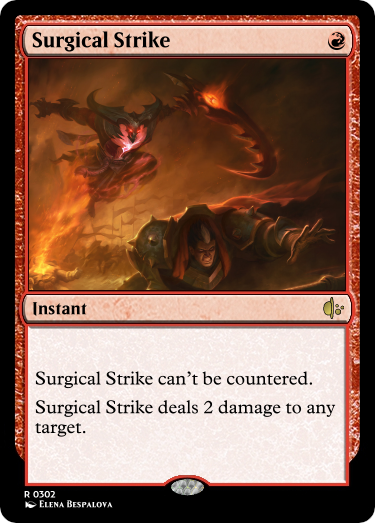 Surgical Strike
Instant
Surgical Strike can't be countered.
Surgical Strike deals 2 damage to any
target.
R 0302
Elena Bespalova